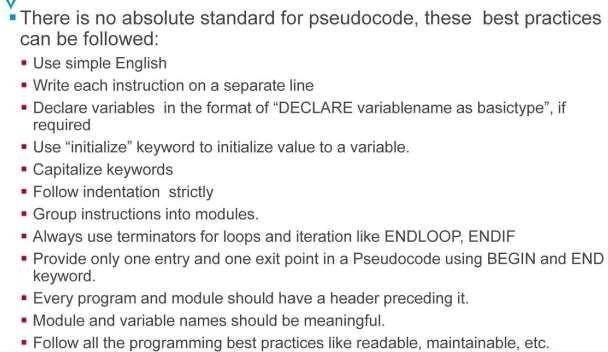 There is no absolute standard for pseudocode, these best practices
can be followed:
Use simple English
Write each instruction on a separate line
Declare variables in the format of “DECLARE variablename as basictype”, if
required
Use “initialize” keyword to initialize value to a variable.
Capitalize keywords
Follow indentation strictly
Group instructions into modules.
Always use terminators for loops and iteration like ENDLOOP, ENDIF
Provide only one entry and one exit point in a Pseudocode using BEGIN and END
keyword.
Every program and module should have a header preceding it.
Module and variable names should be meaningful.
Follow all the programming best practices like readable, maintainable, etc.